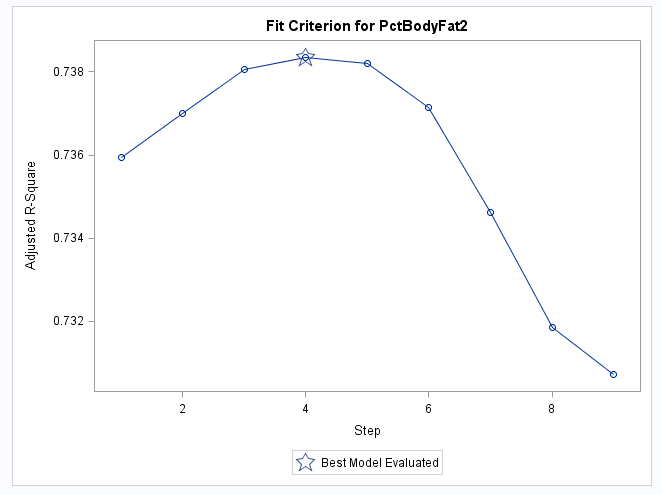 Fit Criterion for PctBodyFat2
Adjusted R-Square
0.738
0.736
0.734
0.732
2 4 6 8
Step
Best Model Evaluated